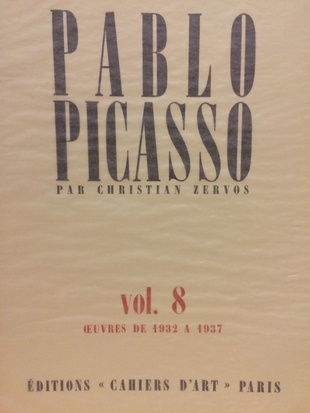 PABLO
PICASSO
PAR CHRISTIAN ZERVOS
vol. 8
ŒUVRES DE 1932 A 1937
ÉDITIONS « CAHIERS D'ART » PARIS